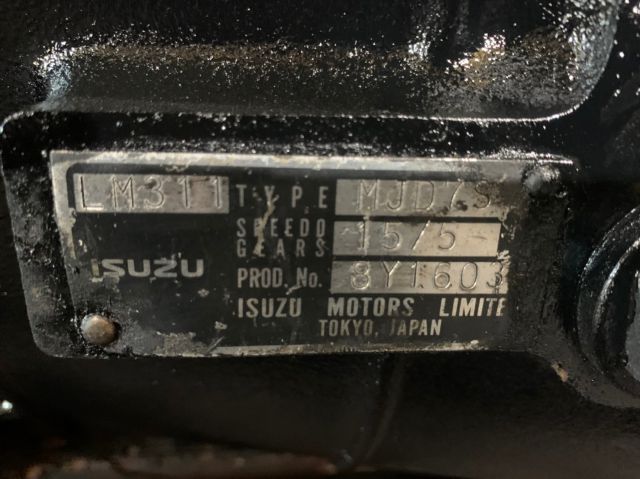 LM311 TYPE MJD7S
SPEEDO GEARS 15/5
ISUZU PROD. No. 8Y1603
ISUZU MOTORS LIMITE
TOKYO, JAPAN